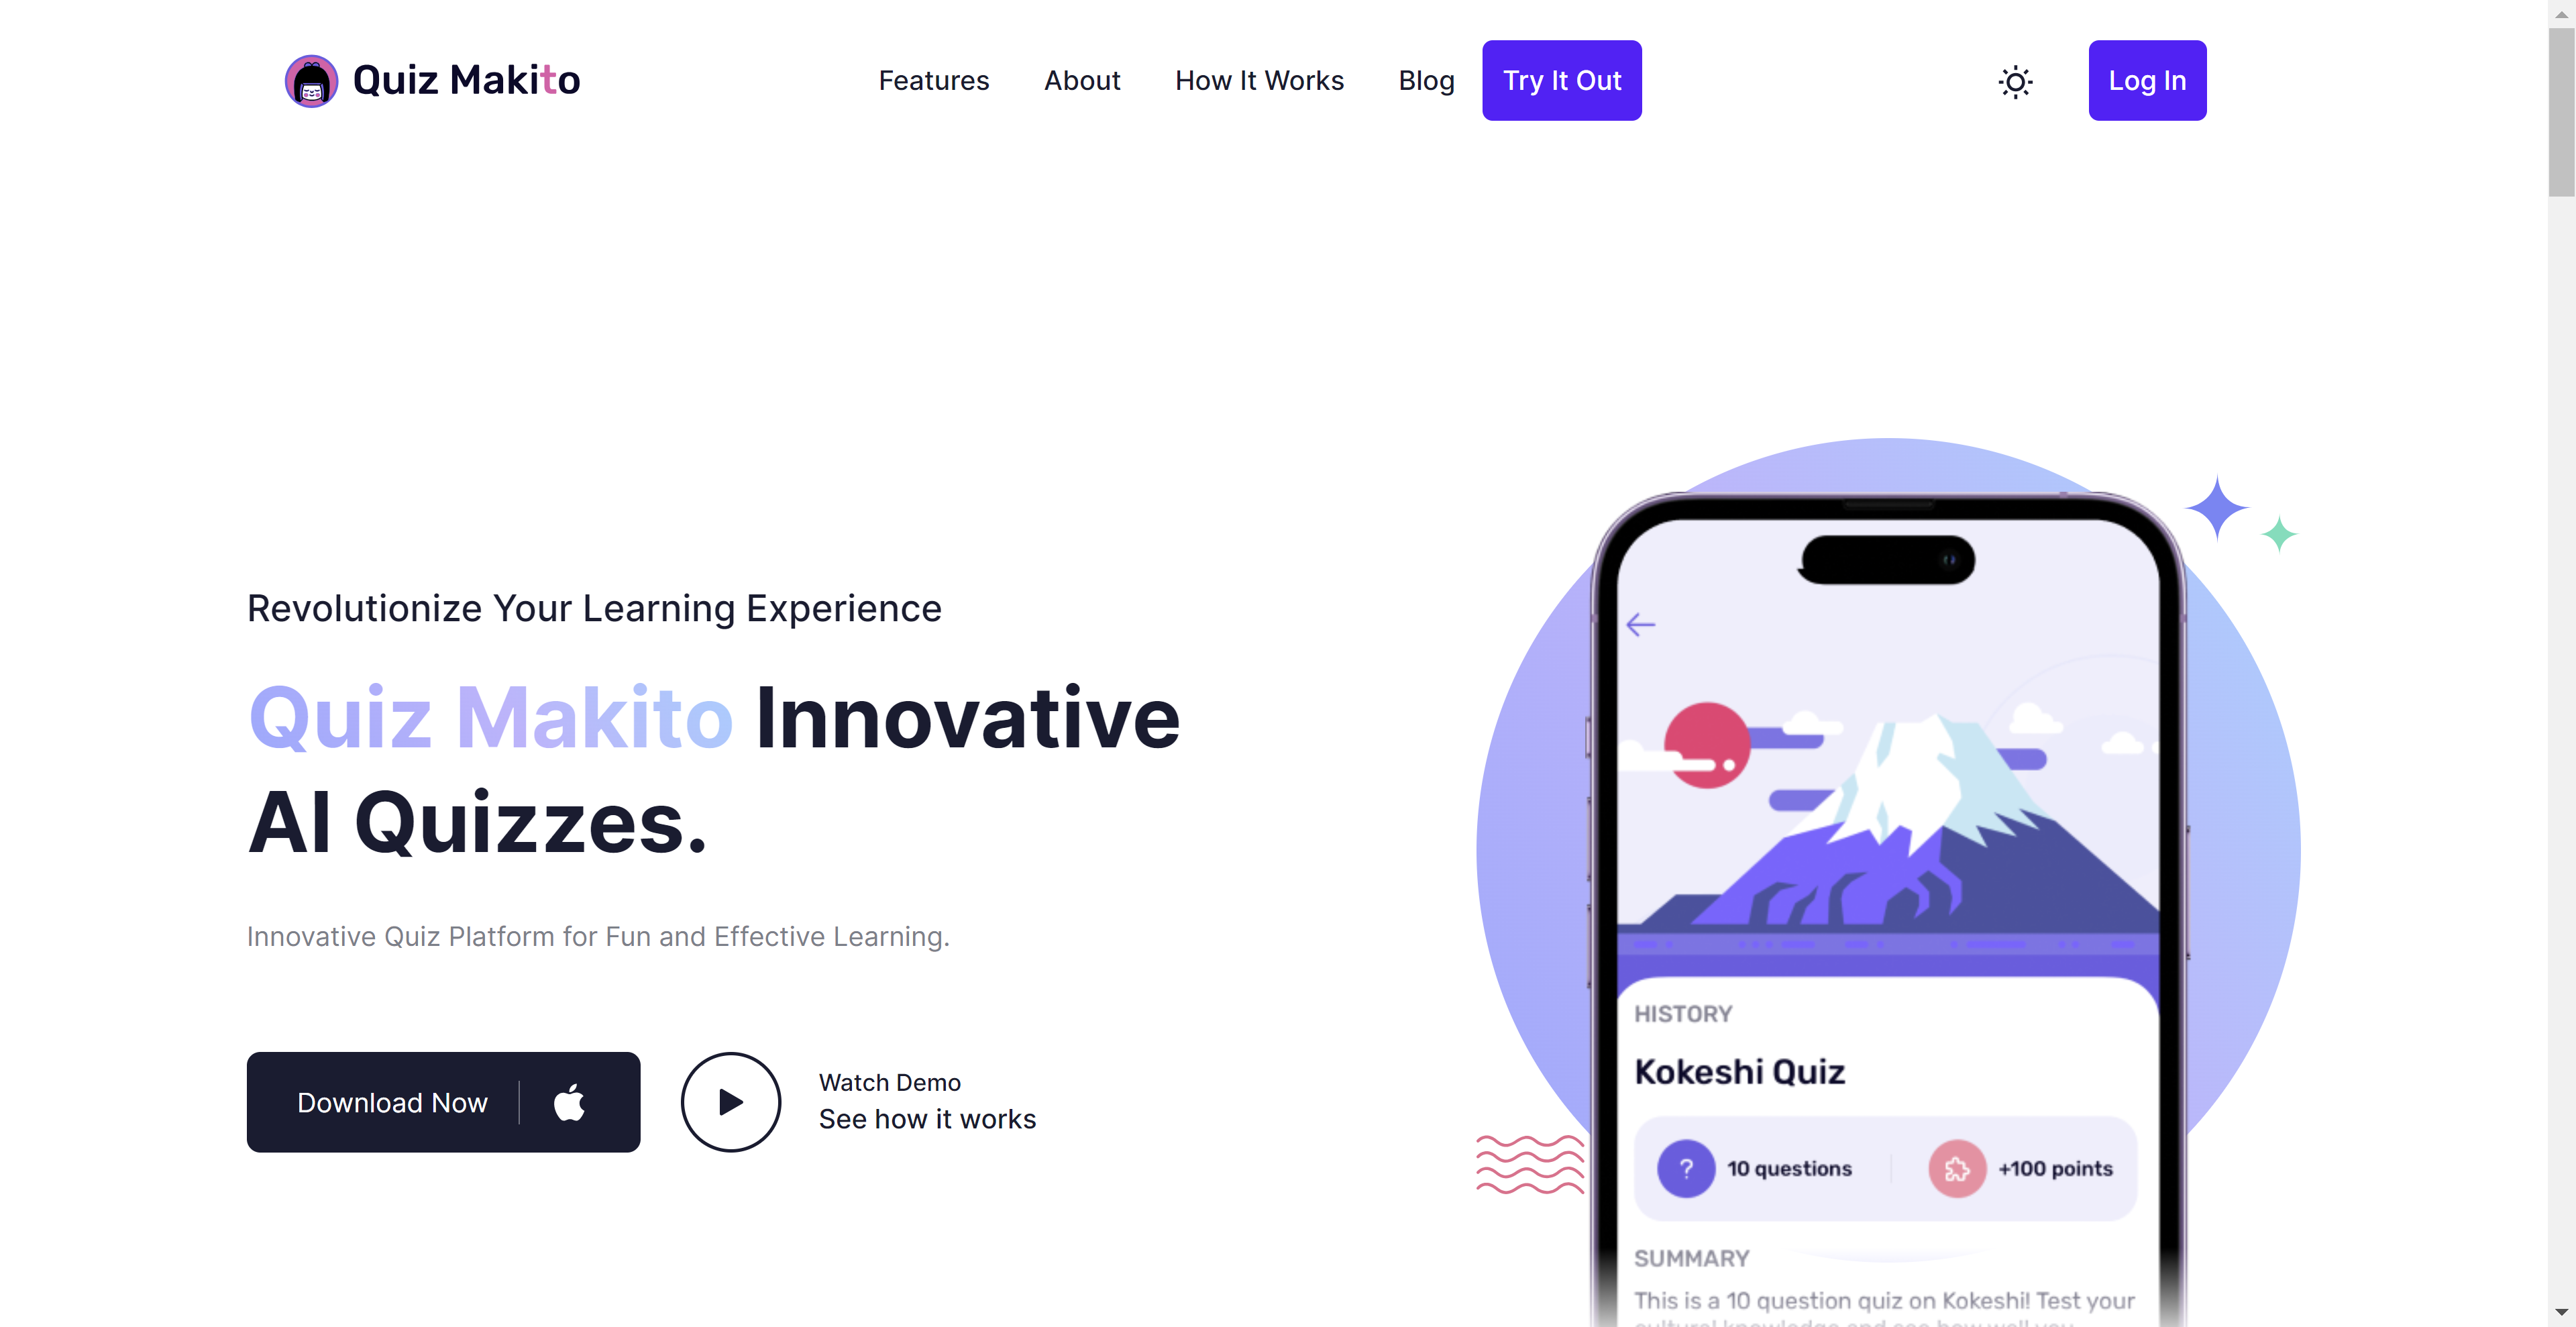 Quiz Makito
Features
About
How It Works
Blog
Try It Out
Log In
Revolutionize Your Learning Experience
Quiz Makito Innovative
AI Quizzes.
Innovative Quiz Platform for Fun and Effective Learning.
Download Now
Watch Demo
See how it works
HISTORY
Kokeshi Quiz
? 10 questions
+100 points
SUMMARY
This is a 10 question quiz on Kokeshi! Test your